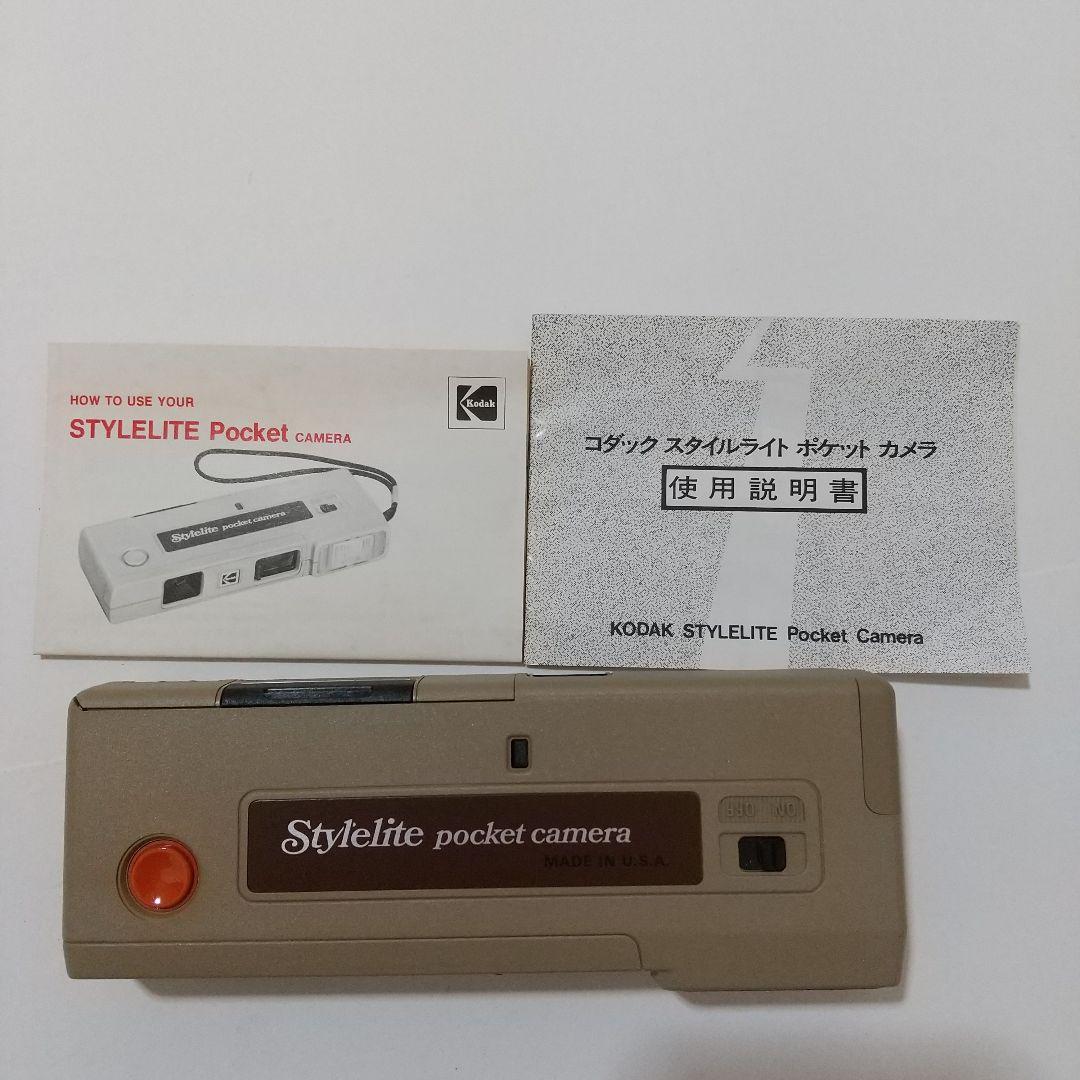 HOW TO USE YOUR
STYLELITE Pocket CAMERA
Kodak
Stylelite pocket camera
コダック スタイルライト ポケット カメラ
使用説明書
KODAK STYLELITE Pocket Camera
ON OFF
Stylelite pocket camera
MADE IN U.S.A.